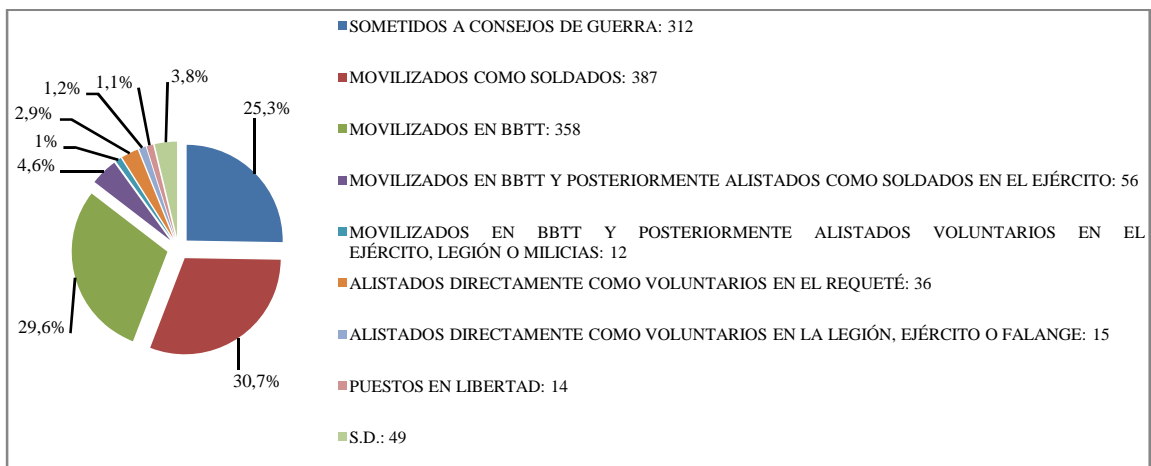 SOMETIDOS A CONSEJOS DE GUERRA: 312
MOVILIZADOS COMO SOLDADOS: 387
MOVILIZADOS EN BBTT: 358
MOVILIZADOS EN BBTT Y POSTERIORMENTE ALISTADOS COMO SOLDADOS EN EL EJÉRCITO: 56
MOVILIZADOS EN BBTT Y POSTERIORMENTE ALISTADOS VOLUNTARIOS EN EL
EJÉRCITO, LEGIÓN O MILICIAS: 12
ALISTADOS DIRECTAMENTE COMO VOLUNTARIOS EN EL REQUETÉ: 36
ALISTADOS DIRECTAMENTE COMO VOLUNTARIOS EN LA LEGIÓN, EJÉRCITO O FALANGE: 15
PUESTOS EN LIBERTAD: 14
S.D.: 49
25,3%
30,7%
29,6%
4,6%
1%
2,9%
1,2%
1,1%
3,8%